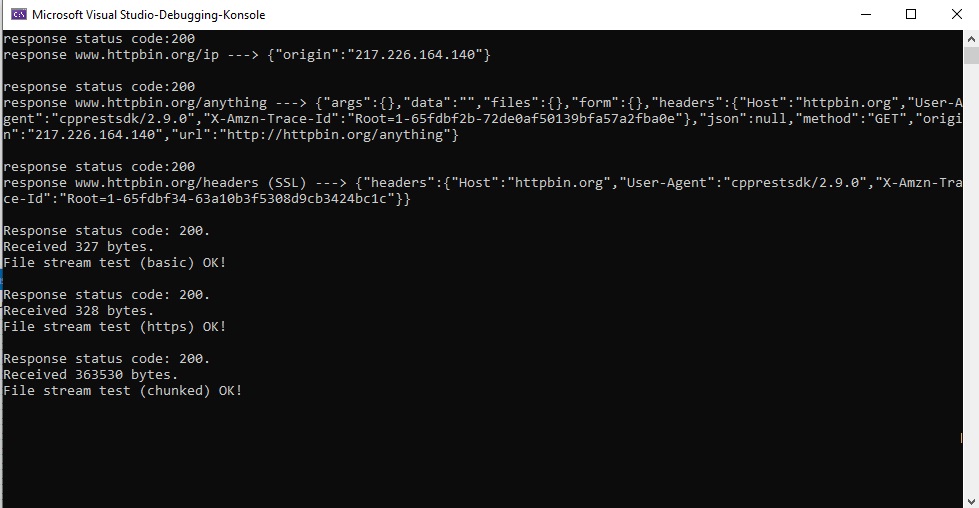 Microsoft Visual Studio-Debugging-Konsole
response status code:200
response www.httpbin.org/ip ---> {"origin":"217.226.164.140"}
response status code:200
response www.httpbin.org/anything ---> {"args":{},"data":"","files":{},"form":{},"headers":{"Host":"httpbin.org","User-A
gent":"cpprestsdk/2.9.0","X-Amzn-Trace-Id":"Root=1-65fdbf2b-72de0af50139bfa57a2fba0e"},"json":null,"method":"GET","origi
n":"217.226.164.140","url":"http://httpbin.org/anything"}
response status code:200
response www.httpbin.org/headers (SSL) ---> {"headers":{"Host":"httpbin.org","User-Agent":"cpprestsdk/2.9.0","X-Amzn-Tra
ce-Id":"Root=1-65fdbf34-63a10b3f5308d9cb3424bc1c"}}
Response status code: 200.
Received 327 bytes.
File stream test (basic) OK!
Response status code: 200.
Received 328 bytes.
File stream test (https) OK!
Response status code: 200.
Received 363530 bytes.
File stream test (chunked) OK!